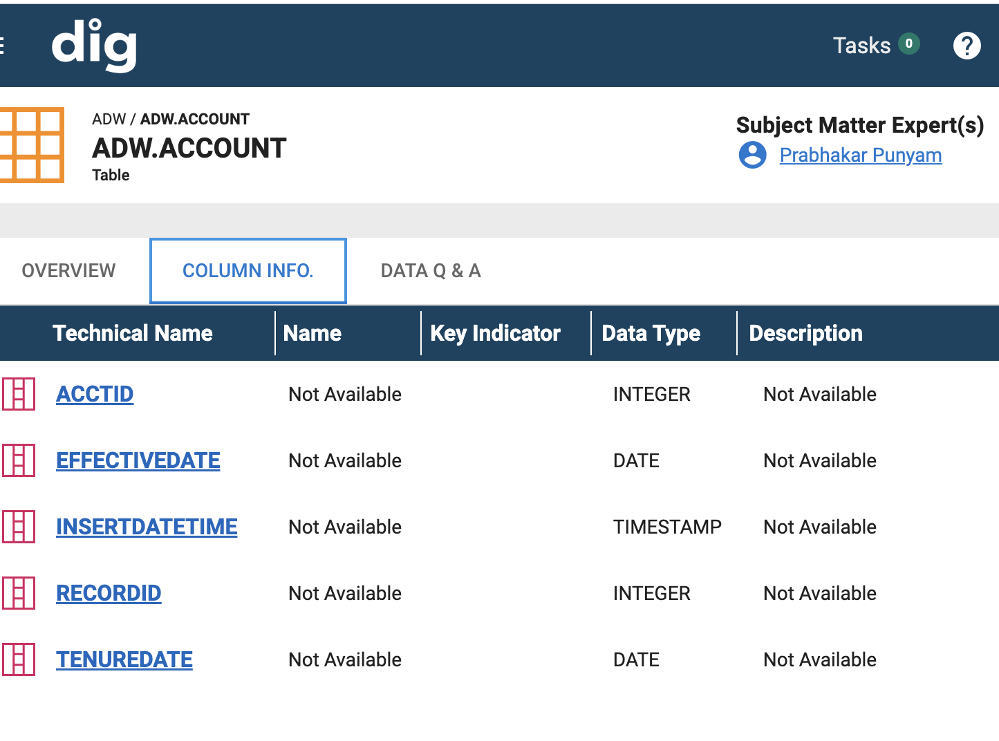 dig
Tasks 0 ?
ADW / ADW.ACCOUNT
ADW.ACCOUNT
Table
Subject Matter Expert(s)
Prabhakar Punyam
OVERVIEW COLUMN INFO. DATA Q & A
Technical Name Name Key Indicator Data Type Description
ACCTID Not Available INTEGER Not Available
EFFECTIVEDATE Not Available DATE Not Available
INSERTDATETIME Not Available TIMESTAMP Not Available
RECORDID Not Available INTEGER Not Available
TENUREDATE Not Available DATE Not Available